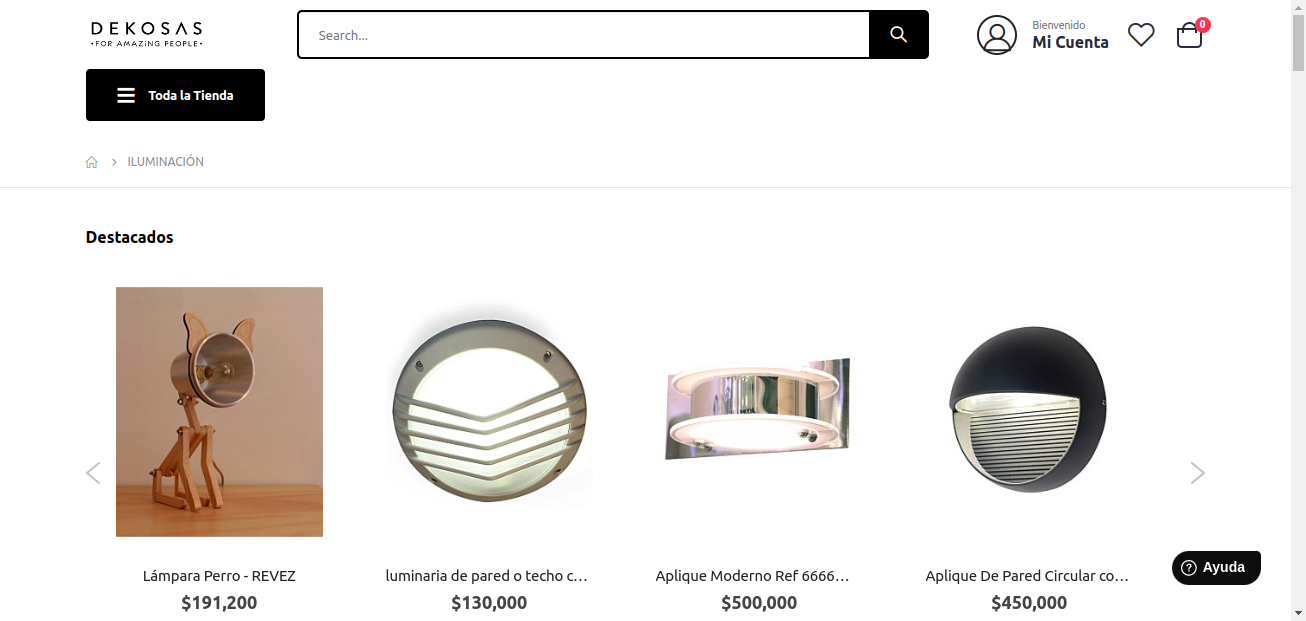 DEKOSAS
•FOR AMAZiNG PEOPLE•
Search...
Bienvenido
Mi Cuenta
0
Toda la Tienda
ILUMINACIÓN
Destacados
Lámpara Perro - REVEZ
$191,200
luminaria de pared o techo c...
$130,000
Aplique Moderno Ref 6666...
$500,000
Aplique De Pared Circular co...
$450,000
Ayuda